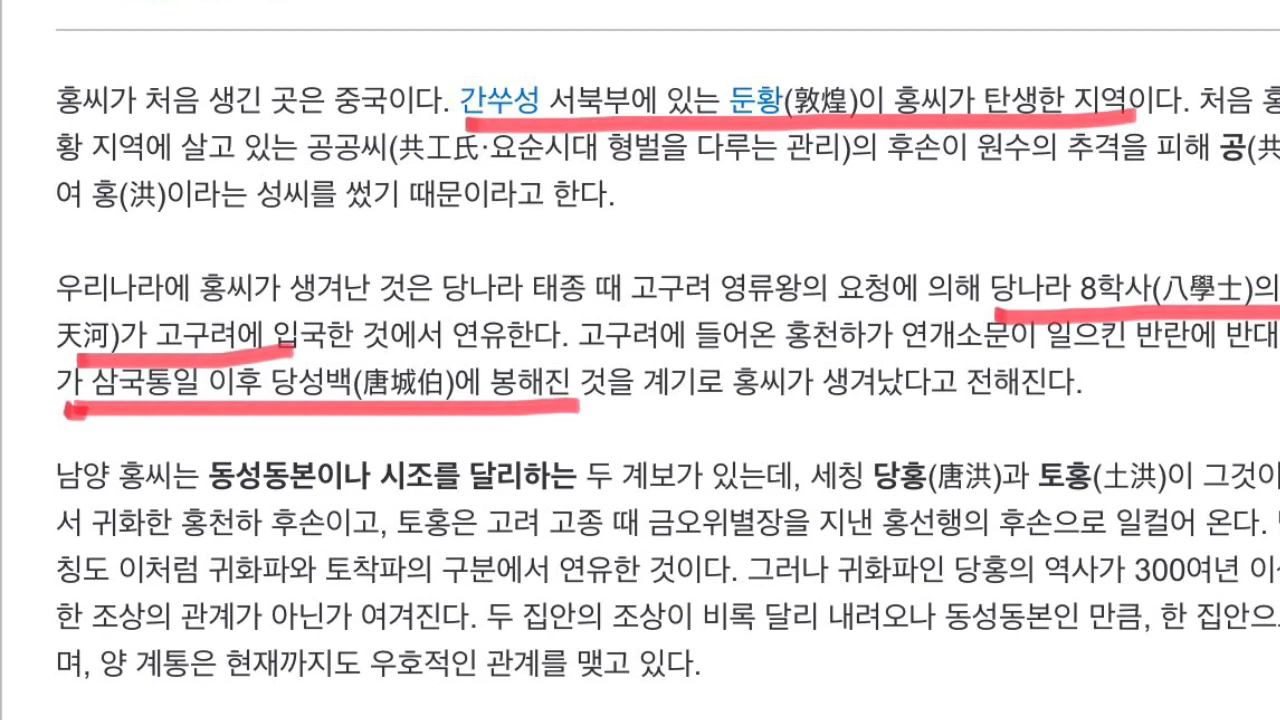 홍씨가 처음 생긴 곳은 중국이다. 간쑤성 서북부에 있는 둔황(敦煌)이 홍씨가 탄생한 지역이다. 처음 홍
황 지역에 살고 있는 공공씨(共工氏·요순시대 형벌을 다루는 관리)의 후손이 원수의 추격을 피해 공(共
여 홍(洪)이라는 성씨를 썼기 때문이라고 한다.
우리나라에 홍씨가 생겨난 것은 당나라 태종 때 고구려 영류왕의 요청에 의해 당나라 8학사(八學士)의
天河)가 고구려에 입국한 것에서 연유한다. 고구려에 들어온 홍천하가 연개소문이 일으킨 반란에 반대
가 삼국통일 이후 당성백(唐城伯)에 봉해진 것을 계기로 홍씨가 생겨났다고 전해진다.
남양 홍씨는 동성동본이나 시조를 달리하는 두 계보가 있는데, 세칭 당홍(唐洪)과 토홍(土洪)이 그것이
서 귀화한 홍천하 후손이고, 토홍은 고려 고종 때 금오위별장을 지낸 홍선행의 후손으로 일컬어 온다.
칭도 이처럼 귀화파와 토착파의 구분에서 연유한 것이다. 그러나 귀화파인 당홍의 역사가 300여년
한 조상의 관계가 아닌가 여겨진다. 두 집안의 조상이 비록 달리 내려오나 동성동본인 만큼, 한
며, 양 계통은 현재까지도 우호적인 관계를 맺고 있다.